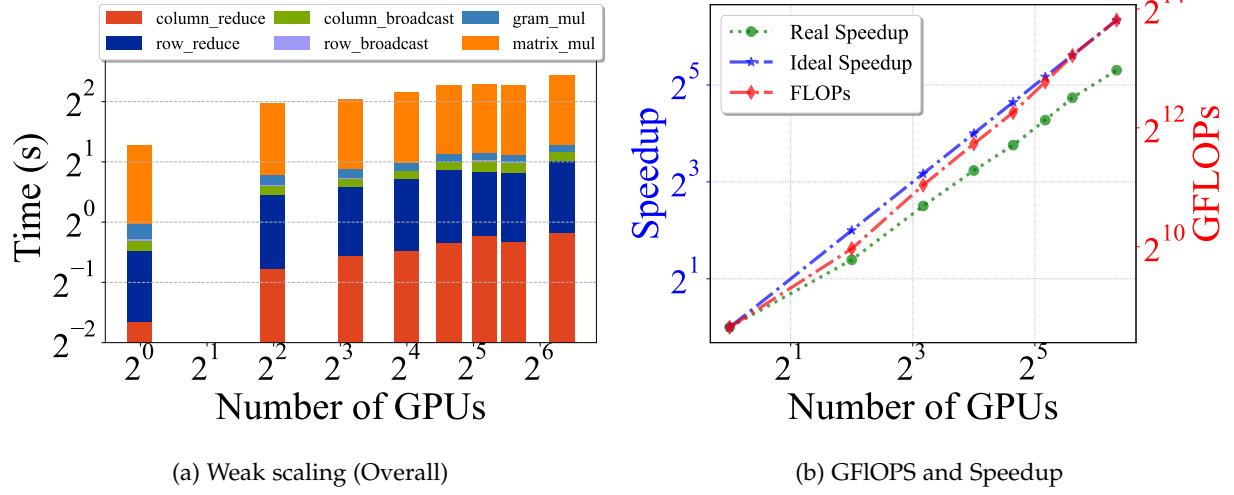 column_reduce column_broadcast gram_mul
row_reduce row_broadcast matrix_mul
Time (s)
2^2
2^1
2^0
2^-1
2^-2
2^0 2^1 2^2 2^3 2^4 2^5 2^6
Number of GPUs
(a) Weak scaling (Overall)
Real Speedup
Ideal Speedup
FLOPs
Speedup
2^5
2^3
2^1
2^14
2^12
2^10
GFLOPs
2^1 2^3 2^5
Number of GPUs
(b) GFlOPS and Speedup